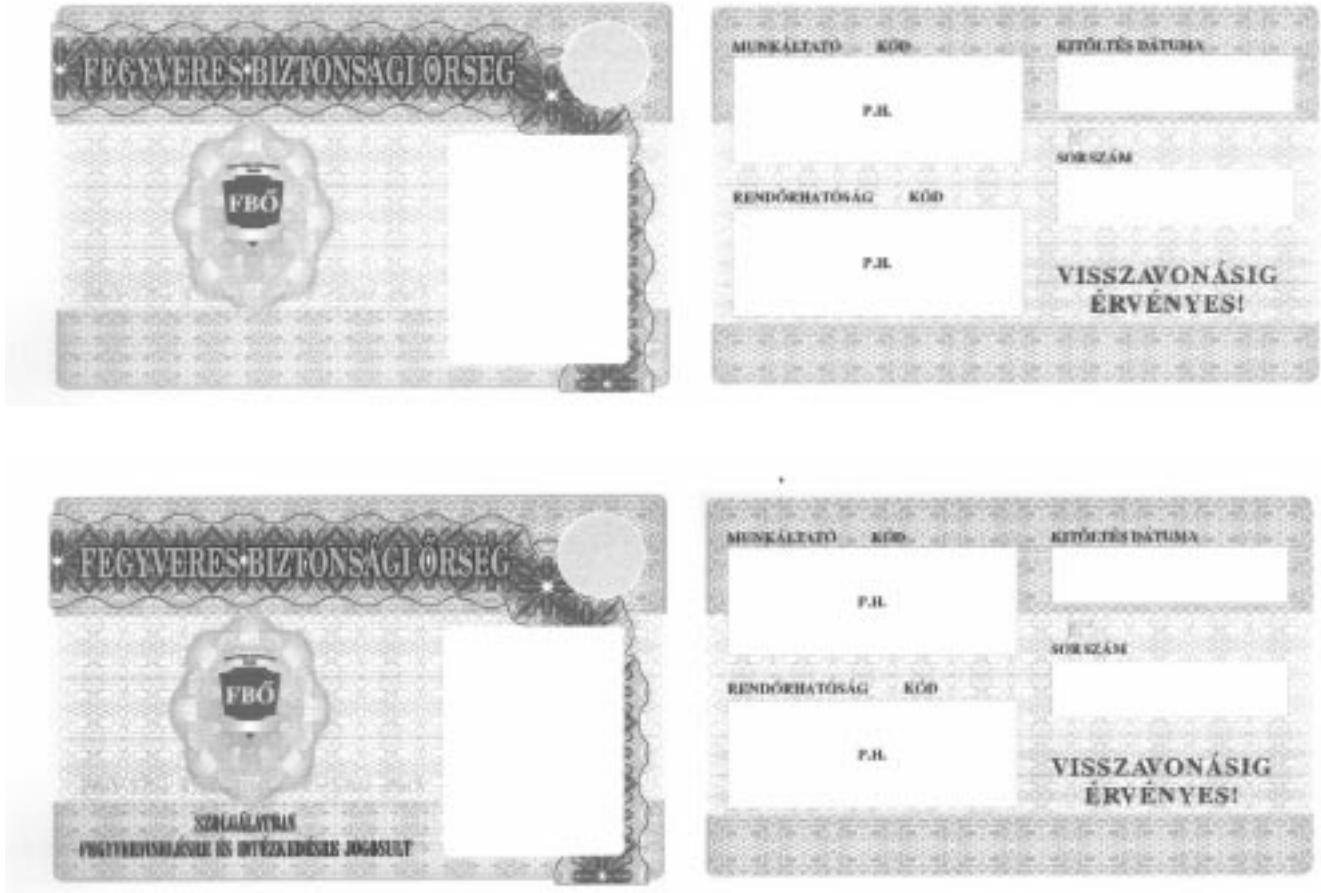 FEGYVERES BIZTONSÁGI ŐRSÉG
FBŐ
MUNKÁLTATÓ KÓD
P.H.
RENDŐRHATÓSÁG KÓD
P.H.
KITÖLTÉS DÁTUMA
SORSZÁM
VISSZAVONÁSIG
ÉRVÉNYES!
FEGYVERES BIZTONSÁGI ŐRSÉG
FBŐ
SZOLGÁLATBAN
FEGYVERVISELÉSRE ÉS INTÉZKEDÉSRE JOGOSULT
MUNKÁLTATÓ KÓD
P.H.
RENDŐRHATÓSÁG KÓD
P.H.
KITÖLTÉS DÁTUMA
SORSZÁM
VISSZAVONÁSIG
ÉRVÉNYES!